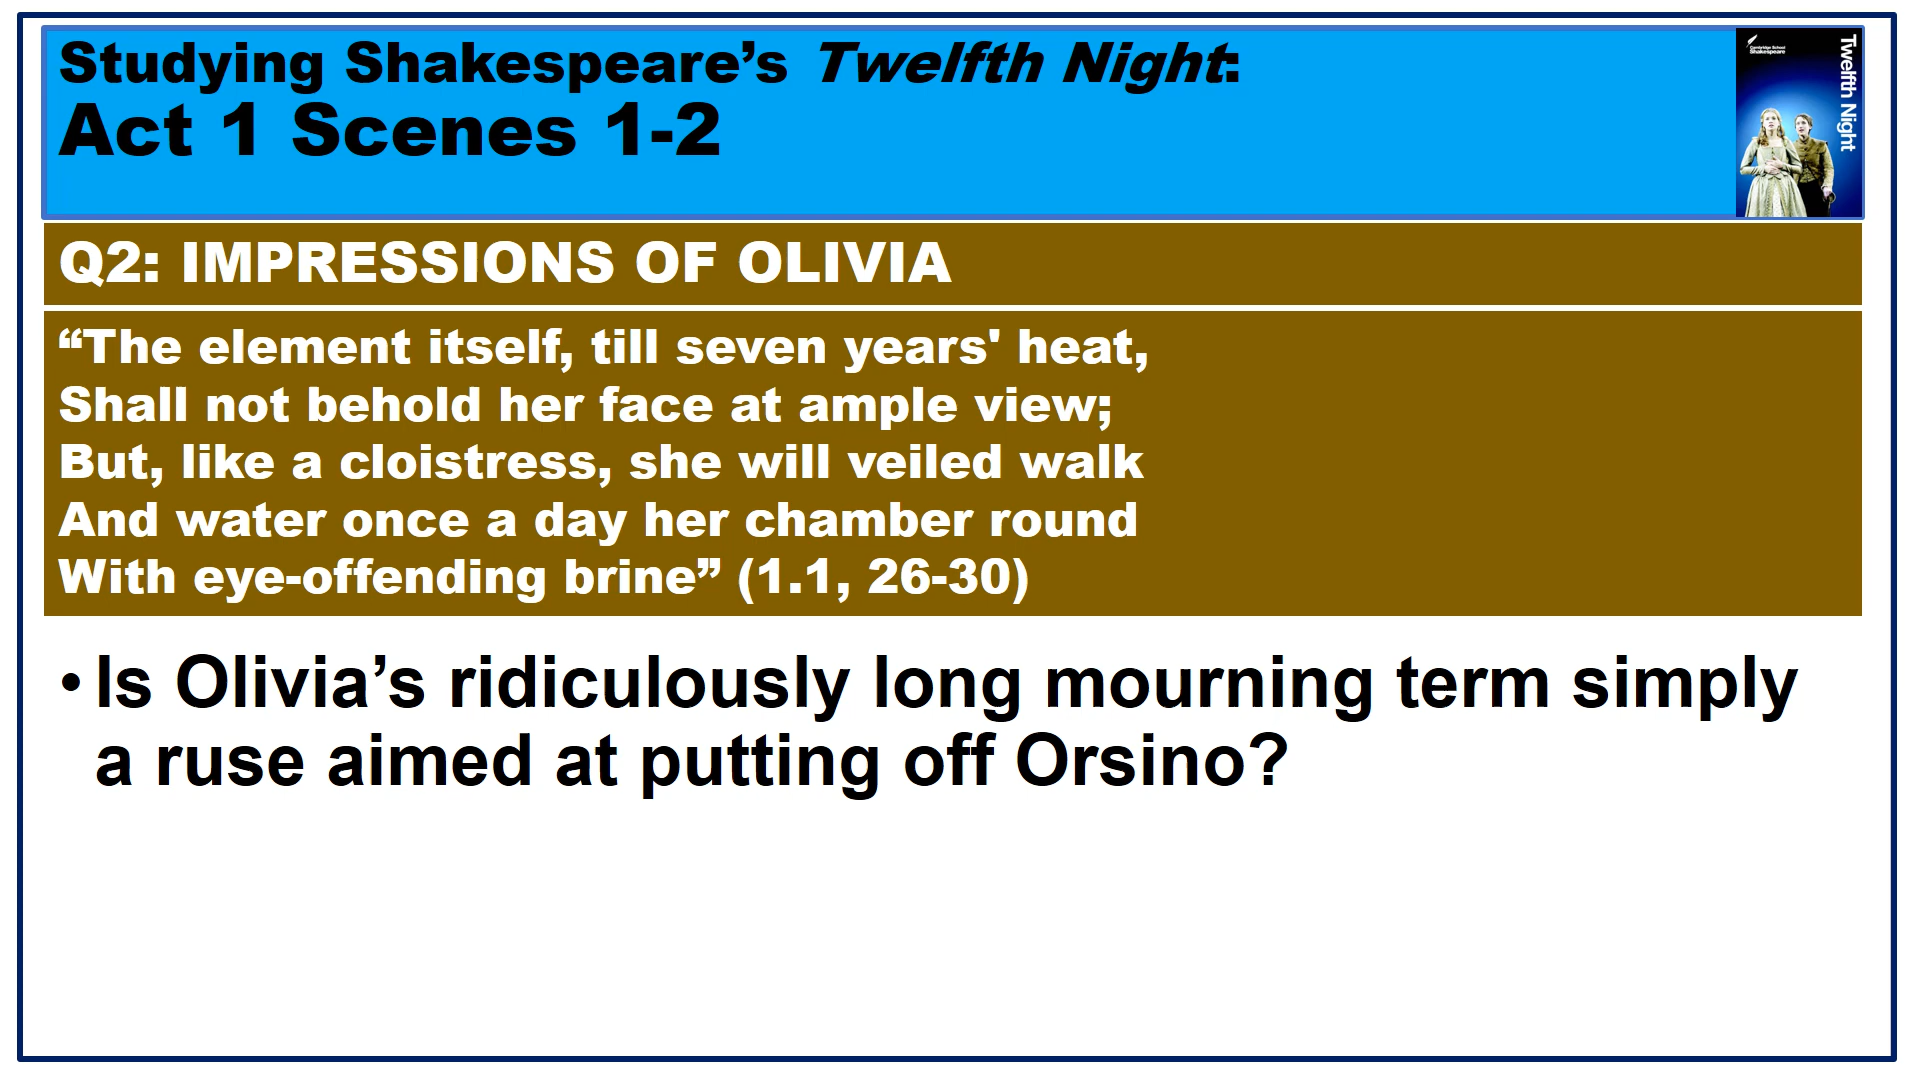 Studying Shakespeare’s Twelfth Night:
Act 1 Scenes 1-2
Cambridge School
Shakespeare
Twelfth Night
Q2: IMPRESSIONS OF OLIVIA
“The element itself, till seven years' heat,
Shall not behold her face at ample view;
But, like a cloistress, she will veiled walk
And water once a day her chamber round
With eye-offending brine” (1.1, 26-30)
• Is Olivia’s ridiculously long mourning term simply
a ruse aimed at putting off Orsino?